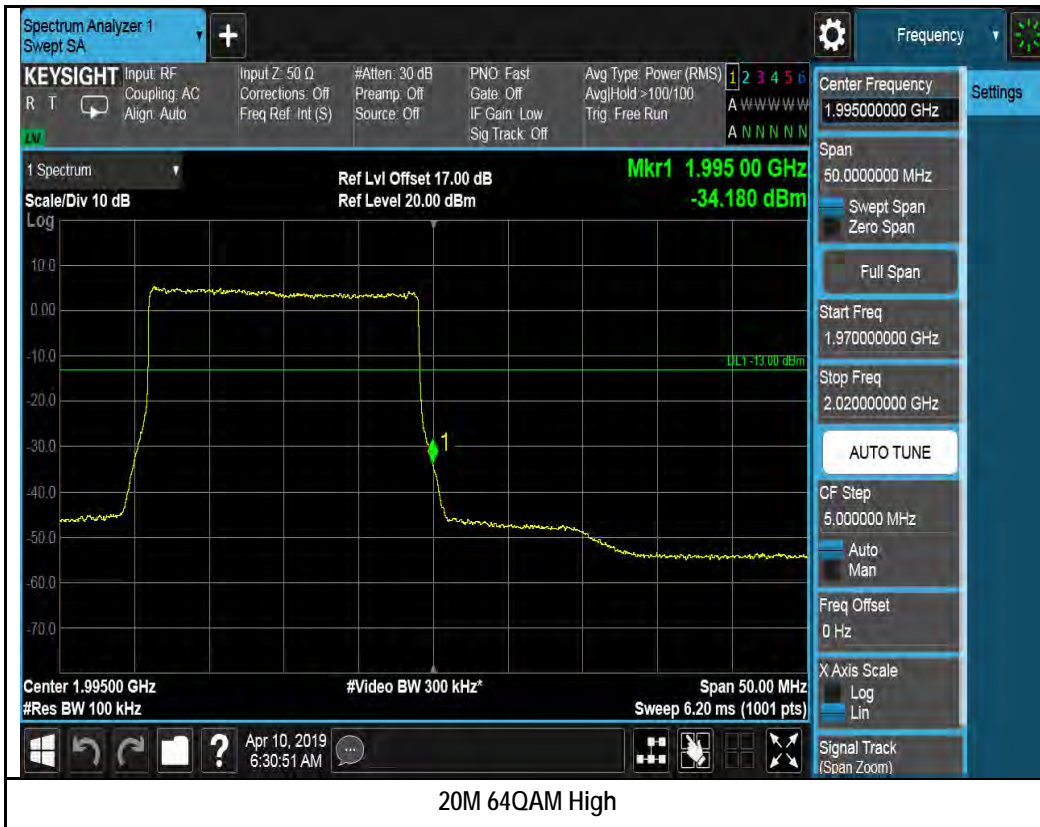 Spectrum Analyzer 1
Swept SA
+
Frequency
KEYSIGHT
R T
LV
Input: RF
Coupling: AC
Align: Auto
Input Z: 50 Ω
Corrections: Off
Freq Ref: Int (S)
#Atten: 30 dB
Preamp: Off
Source: Off
PNO: Fast
Gate: Off
IF Gain: Low
Sig Track: Off
Avg Type: Power (RMS)
Avg|Hold >100/100
Trig: Free Run
1 2 3 4 5 6
A W W W W W
A N N N N N
1 Spectrum
Scale/Div 10 dB
Ref Lvl Offset 17.00 dB
Ref Level 20.00 dBm
Mkr1 1.995 00 GHz
-34.180 dBm
Log
10.0
0.00
-10.0
-20.0
-30.0
-40.0
-50.0
-60.0
-70.0
DL1 -13.00 dBm
1
Center 1.99500 GHz
#Res BW 100 kHz
#Video BW 300 kHz*
Span 50.00 MHz
Sweep 6.20 ms (1001 pts)
?
Apr 10, 2019
6:30:51 AM
Center Frequency
1.995000000 GHz
Settings
Span
50.0000000 MHz
Swept Span
Zero Span
Full Span
Start Freq
1.970000000 GHz
Stop Freq
2.020000000 GHz
AUTO TUNE
CF Step
5.000000 MHz
Auto
Man
Freq Offset
0 Hz
X Axis Scale
Log
Lin
Signal Track
(Span Zoom)
20M 64QAM High